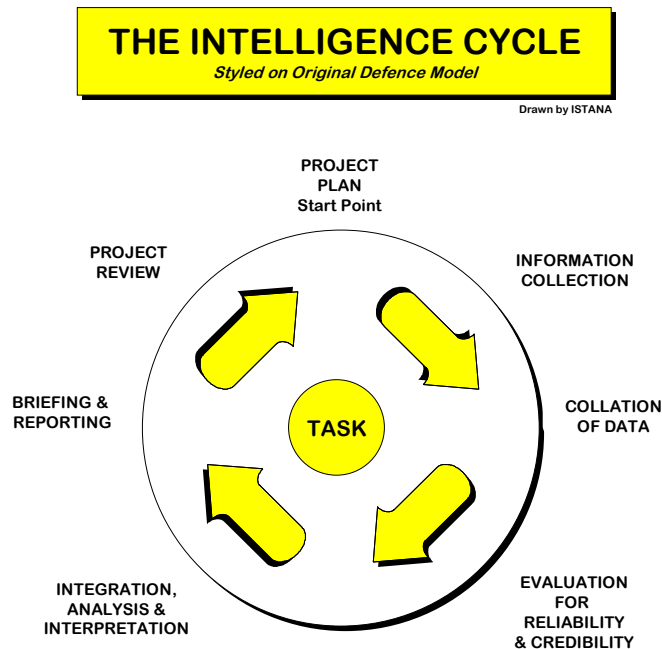 THE INTELLIGENCE CYCLE
Styled on Original Defence Model
Drawn by ISTANA
PROJECT
PLAN
Start Point
INFORMATION
COLLECTION
COLLATION
OF DATA
EVALUATION
FOR
RELIABILITY
& CREDIBILITY
INTEGRATION,
ANALYSIS &
INTERPRETATION
BRIEFING &
REPORTING
PROJECT
REVIEW
TASK